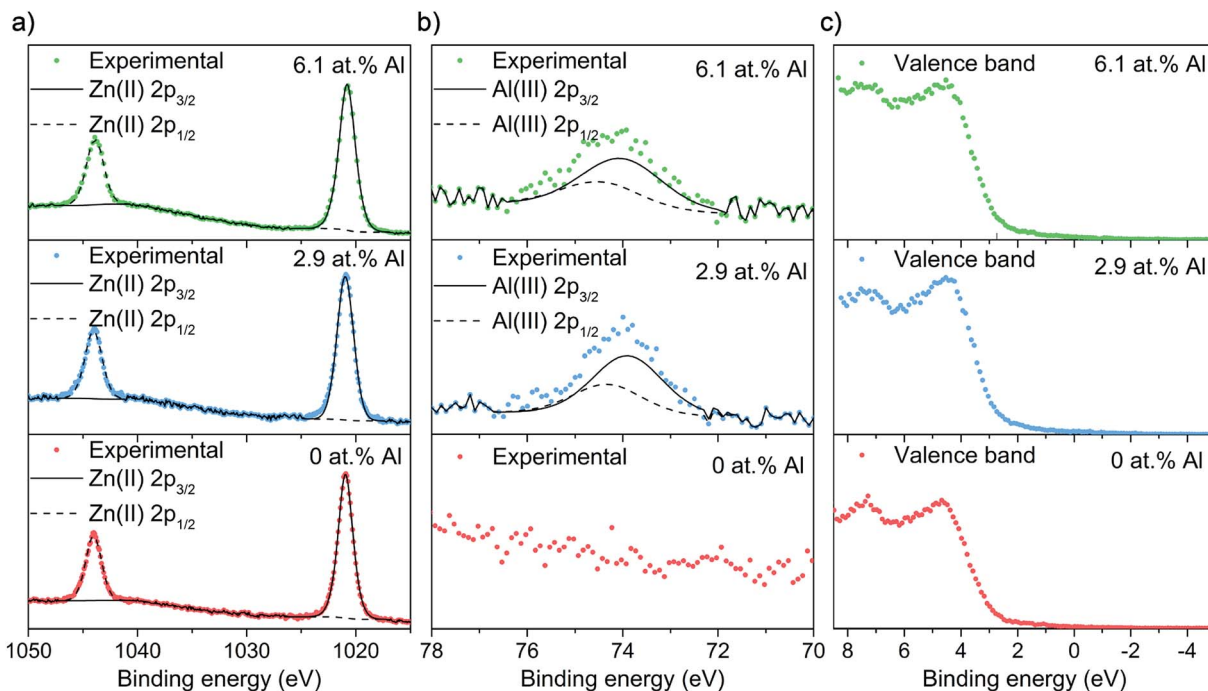 a)
Experimental
6.1 at.% Al
Zn(II) 2p3/2
Zn(II) 2p1/2
Experimental
2.9 at.% Al
Zn(II) 2p3/2
Zn(II) 2p1/2
Experimental
0 at.% Al
Zn(II) 2p3/2
Zn(II) 2p1/2
1050 1040 1030 1020
Binding energy (eV)
b)
Experimental
6.1 at.% Al
Al(III) 2p3/2
Al(III) 2p1/2
Experimental
2.9 at.% Al
Al(III) 2p3/2
Al(III) 2p1/2
Experimental
0 at.% Al
78 76 74 72 70
Binding energy (eV)
c)
Valence band
6.1 at.% Al
Valence band
2.9 at.% Al
Valence band
0 at.% Al
8 6 4 2 0 -2 -4
Binding energy (eV)